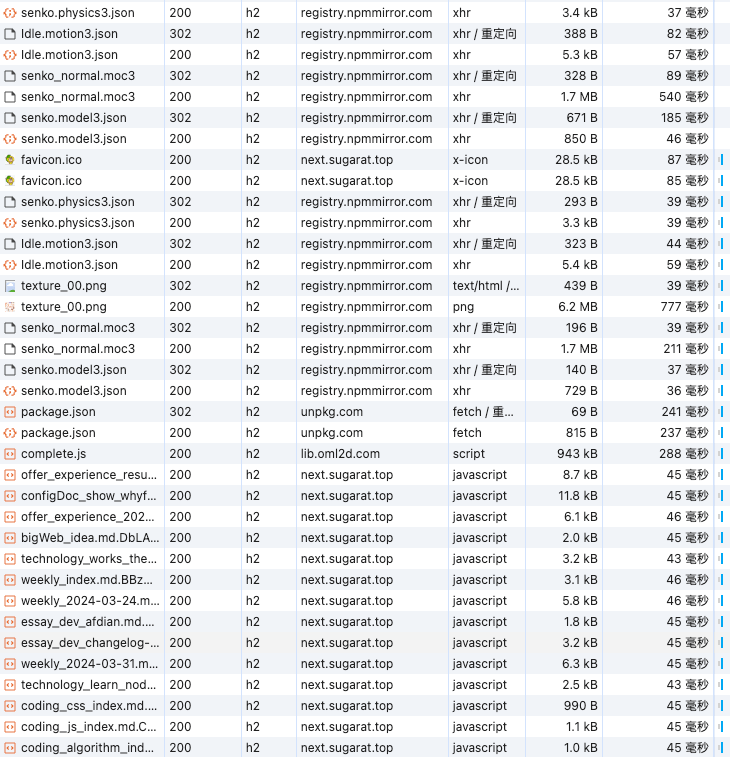 senko.physics3.json 200 h2 registry.npmmirror.com xhr 3.4 kB 37 毫秒
Idle.motion3.json 302 h2 registry.npmmirror.com xhr / 重定向 388 B 82 毫秒
Idle.motion3.json 200 h2 registry.npmmirror.com xhr 5.3 kB 57 毫秒
senko_normal.moc3 302 h2 registry.npmmirror.com xhr / 重定向 328 B 89 毫秒
senko_normal.moc3 200 h2 registry.npmmirror.com xhr 1.7 MB 540 毫秒
senko.model3.json 302 h2 registry.npmmirror.com xhr / 重定向 671 B 185 毫秒
senko.model3.json 200 h2 registry.npmmirror.com xhr 850 B 46 毫秒
favicon.ico 200 h2 next.sugarat.top x-icon 28.5 kB 87 毫秒
favicon.ico 200 h2 next.sugarat.top x-icon 28.5 kB 85 毫秒
senko.physics3.json 302 h2 registry.npmmirror.com xhr / 重定向 293 B 39 毫秒
senko.physics3.json 200 h2 registry.npmmirror.com xhr 3.3 kB 39 毫秒
Idle.motion3.json 302 h2 registry.npmmirror.com xhr / 重定向 323 B 44 毫秒
Idle.motion3.json 200 h2 registry.npmmirror.com xhr 5.4 kB 59 毫秒
texture_00.png 302 h2 registry.npmmirror.com text/html /... 439 B 39 毫秒
texture_00.png 200 h2 registry.npmmirror.com png 6.2 MB 777 毫秒
senko_normal.moc3 302 h2 registry.npmmirror.com xhr / 重定向 196 B 39 毫秒
senko_normal.moc3 200 h2 registry.npmmirror.com xhr 1.7 MB 211 毫秒
senko.model3.json 302 h2 registry.npmmirror.com xhr / 重定向 140 B 37 毫秒
senko.model3.json 200 h2 registry.npmmirror.com xhr 729 B 36 毫秒
package.json 302 h2 unpkg.com fetch / 重... 69 B 241 毫秒
package.json 200 h2 unpkg.com fetch 815 B 237 毫秒
complete.js 200 h2 lib.oml2d.com script 943 kB 288 毫秒
offer_experience_resu... 200 h2 next.sugarat.top javascript 8.7 kB 45 毫秒
configDoc_show_whyf... 200 h2 next.sugarat.top javascript 11.8 kB 45 毫秒
offer_experience_202... 200 h2 next.sugarat.top javascript 6.1 kB 46 毫秒
bigWeb_idea.md.DbLA... 200 h2 next.sugarat.top javascript 2.0 kB 45 毫秒
technology_works_the... 200 h2 next.sugarat.top javascript 3.2 kB 43 毫秒
weekly_index.md.BBz... 200 h2 next.sugarat.top javascript 3.1 kB 46 毫秒
weekly_2024-03-24.m... 200 h2 next.sugarat.top javascript 5.8 kB 46 毫秒
essay_dev_afdian.md.... 200 h2 next.sugarat.top javascript 1.8 kB 45 毫秒
essay_dev_changelog-... 200 h2 next.sugarat.top javascript 3.2 kB 45 毫秒
weekly_2024-03-31.m... 200 h2 next.sugarat.top javascript 6.3 kB 45 毫秒
technology_learn_nod... 200 h2 next.sugarat.top javascript 2.5 kB 43 毫秒
coding_css_index.md.... 200 h2 next.sugarat.top javascript 990 B 45 毫秒
coding_js_index.md.C... 200 h2 next.sugarat.top javascript 1.1 kB 45 毫秒
coding_algorithm_ind... 200 h2 next.sugarat.top javascript 1.0 kB 45 毫秒